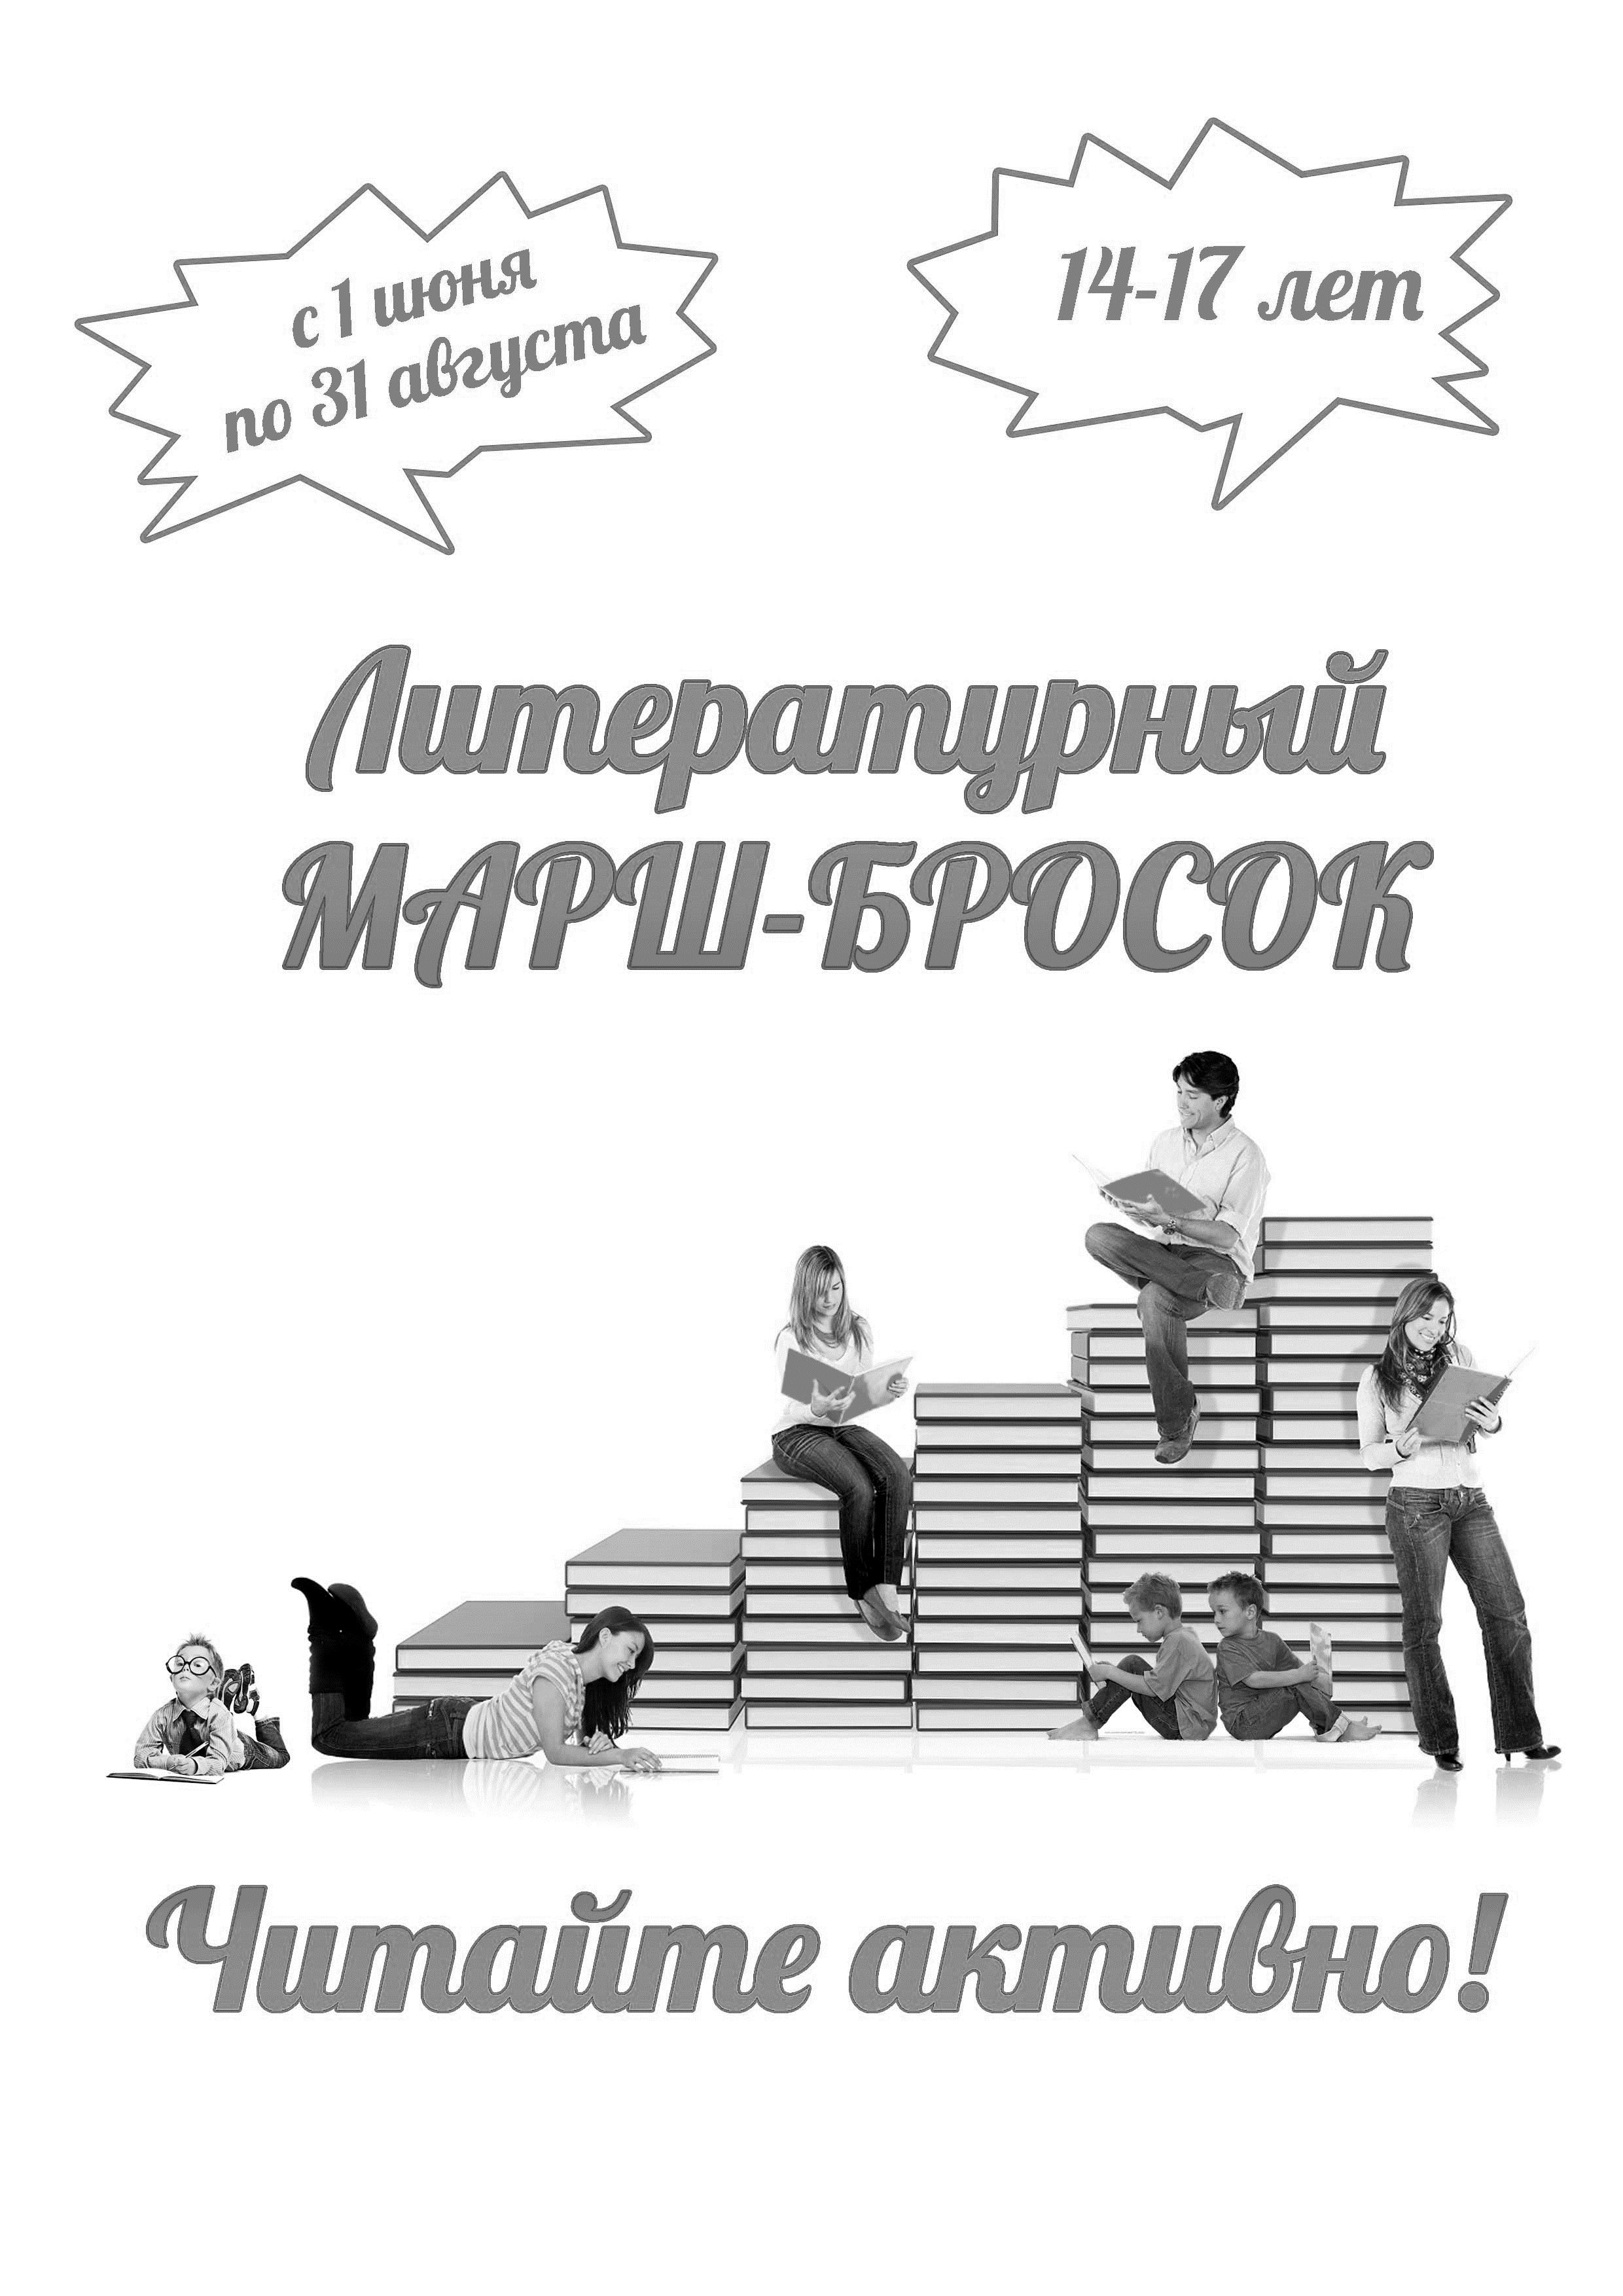 с 1 июня
по 31 августа
14-17 лет
Литературный
МАРШ-БРОСОК
Читайте активно!